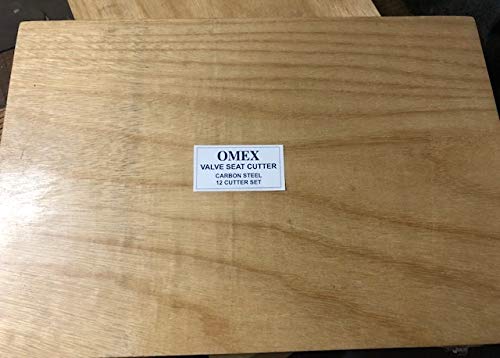 OMEX
VALVE SEAT CUTTER
CARBON STEEL
12 CUTTER SET